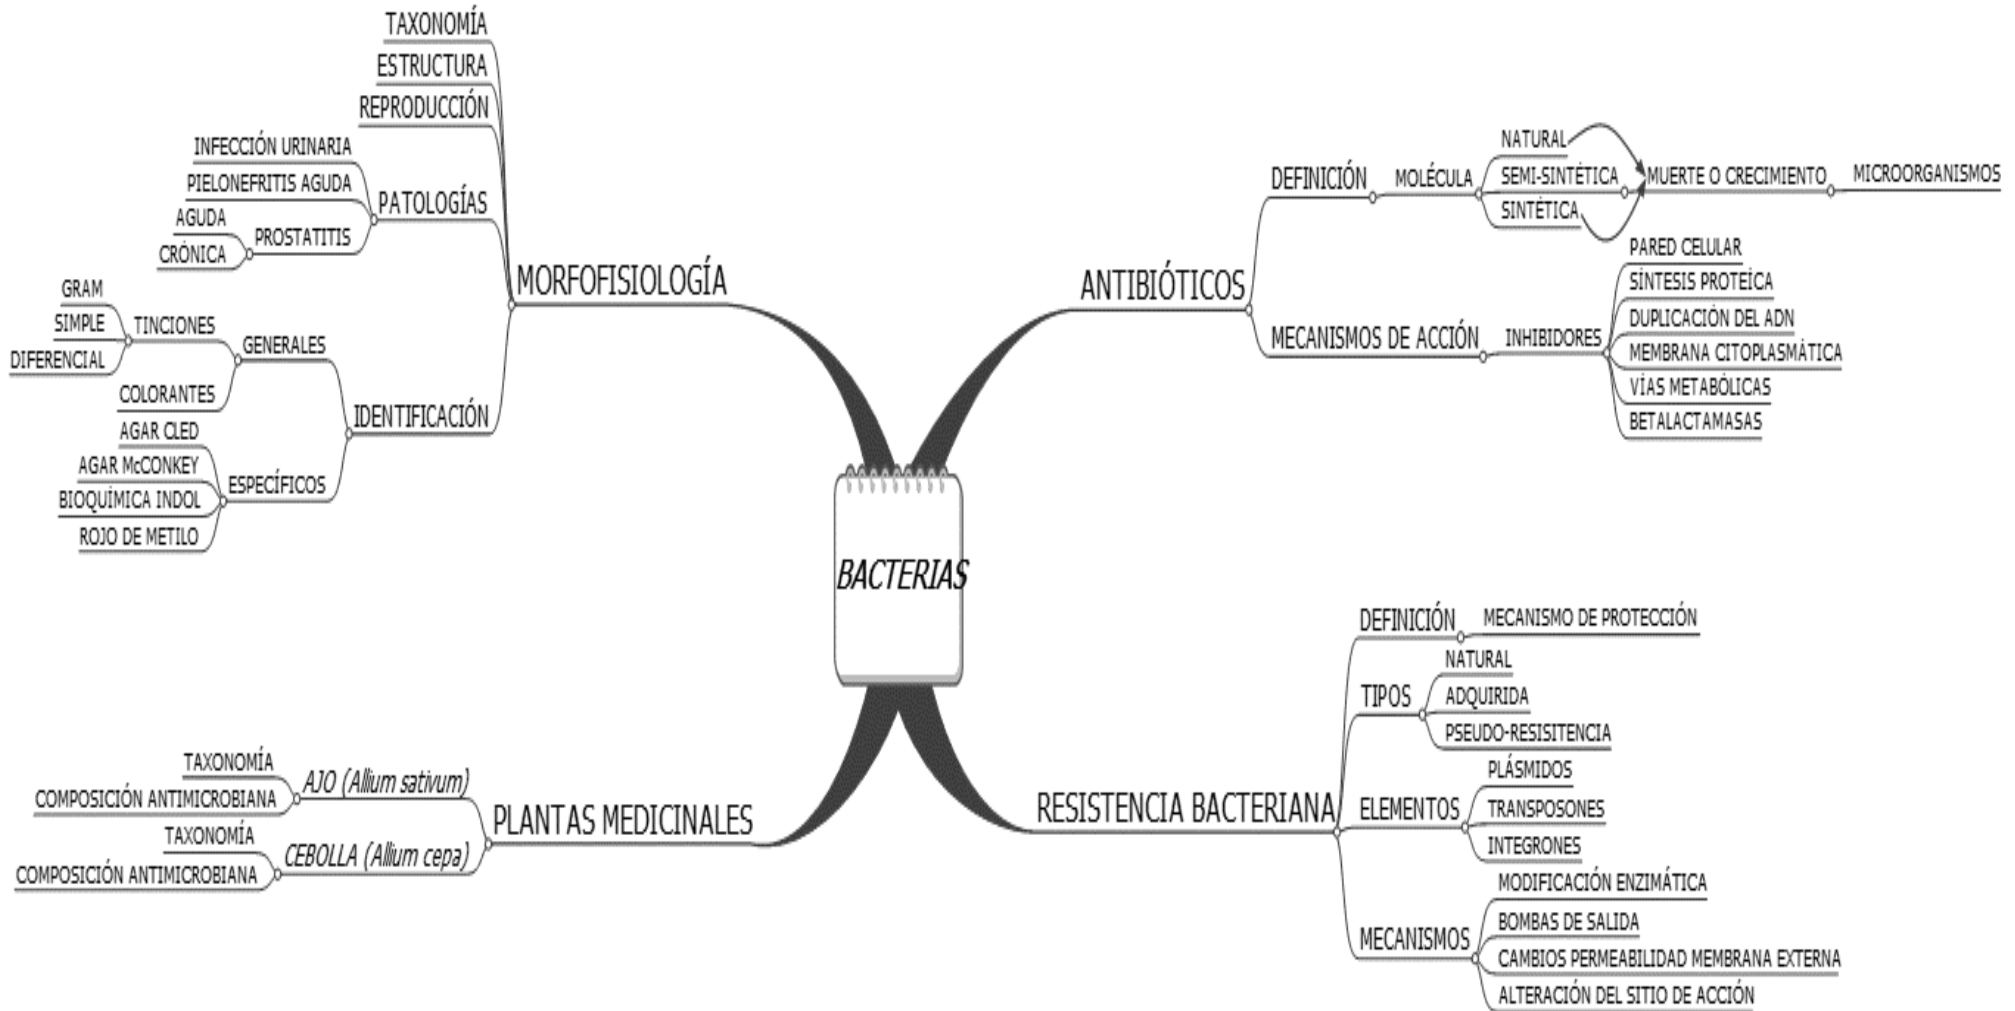 TAXONOMÍA
ESTRUCTURA
REPRODUCCIÓN
INFECCIÓN URINARIA
PIELONEFRITIS AGUDA
AGUDA
CRÓNICA
PROSTATITIS
PATOLOGÍAS
MORFOFISIOLOGÍA
GRAM
SIMPLE
DIFERENCIAL
TINCIONES
GENERALES
COLORANTES
IDENTIFICACIÓN
AGAR CLED
AGAR McCONKEY
BIOQUÍMICA INDOL
ROJO DE METILO
ESPECÍFICOS
ANTIBIÓTICOS
DEFINICIÓN
MOLÉCULA
NATURAL
SEMI-SINTÉTICA
SINTÉTICA
MUERTE O CRECIMIENTO
MICROORGANISMOS
MECANISMOS DE ACCIÓN
INHIBIDORES
PARED CELULAR
SÍNTESIS PROTEÍCA
DUPLICACIÓN DEL ADN
MEMBRANA CITOPLASMÁTICA
VÍAS METABÓLICAS
BETALACTAMASAS
BACTERIAS
TAXONOMÍA
COMPOSICIÓN ANTIMICROBIANA
AJO (Allium sativum)
TAXONOMÍA
COMPOSICIÓN ANTIMICROBIANA
CEBOLLA (Allium cepa)
PLANTAS MEDICINALES
RESISTENCIA BACTERIANA
DEFINICIÓN
MECANISMO DE PROTECCIÓN
TIPOS
NATURAL
ADQUIRIDA
PSEUDO-RESISITENCIA
ELEMENTOS
PLÁSMIDOS
TRANSPOSONES
INTEGRONES
MECANISMOS
MODIFICACIÓN ENZIMÁTICA
BOMBAS DE SALIDA
CAMBIOS PERMEABILIDAD MEMBRANA EXTERNA
ALTERACIÓN DEL SITIO DE ACCIÓN